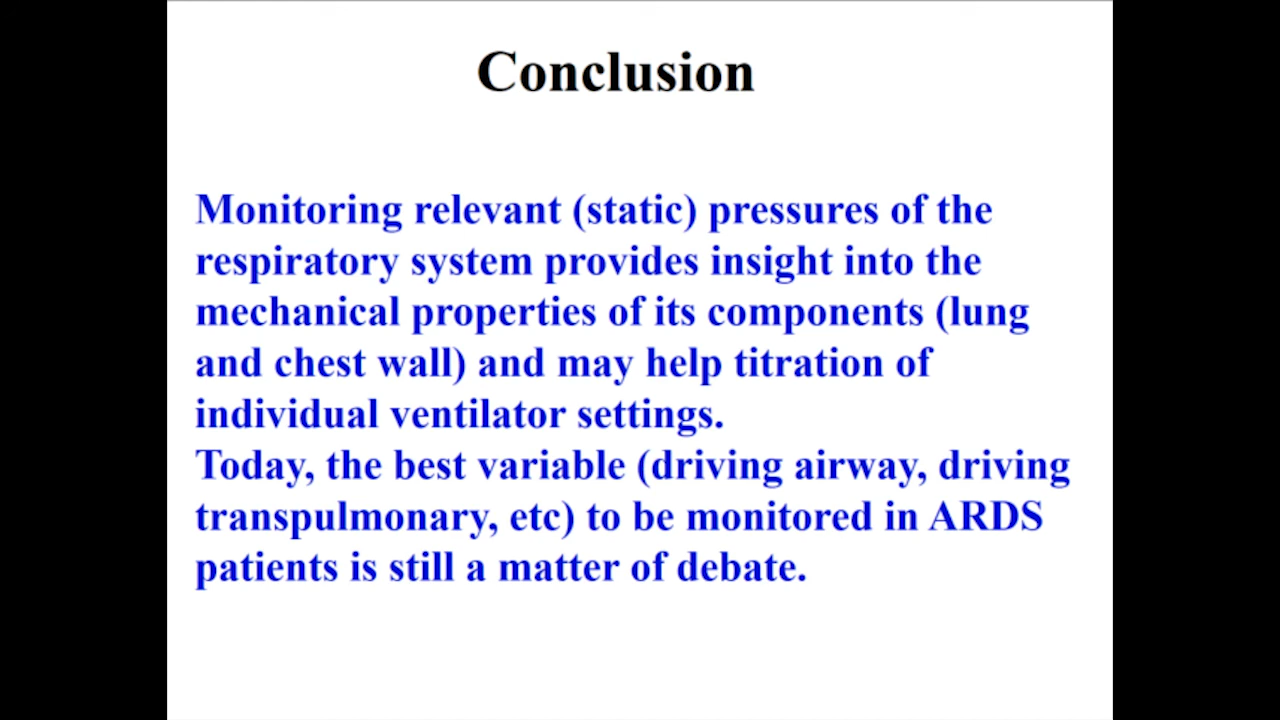 Conclusion
Monitoring relevant (static) pressures of the
respiratory system provides insight into the
mechanical properties of its components (lung
and chest wall) and may help titration of
individual ventilator settings.
Today, the best variable (driving airway, driving
transpulmonary, etc) to be monitored in ARDS
patients is still a matter of debate.